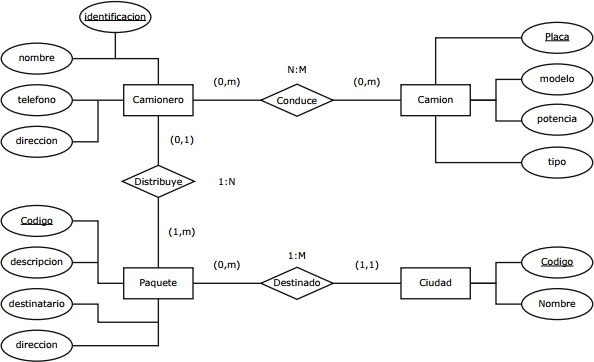 identificacion
nombre
telefono
direccion
Camionero
(0,m)
N:M
Conduce
(0,m)
Camion
Placa
modelo
potencia
tipo
(0,1)
Distribuye
1:N
(1,m)
Codigo
descripcion
destinatario
direccion
Paquete
(0,m)
1:M
Destinado
(1,1)
Ciudad
Codigo
Nombre